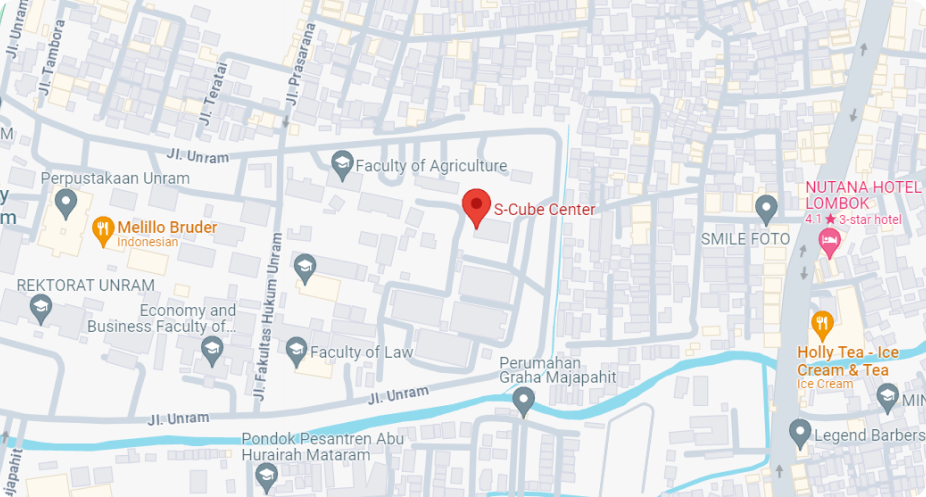 Jl. Unram
Jl. Tambora
Jl. Teratai
Jl. Prasarana
M
Jl. Unram
Faculty of Agriculture
Perpustakaan Unram
NUTANA HOTEL
LOMBOK
4.1 ★ 3-star hotel
y
m
S-Cube Center
Melillo Bruder
Indonesian
SMILE FOTO
Jl. Fakultas Hukum Unram
REKTORAT UNRAM
Economy and
Business Faculty of...
Faculty of Law
Holly Tea - Ice
Cream & Tea
Ice Cream
Perumahan
Graha Majapahit
Jl. Unram
Jl. Unram
MIN
Legend Barbers
Pondok Pesantren Abu
Hurairah Mataram
ajapahit